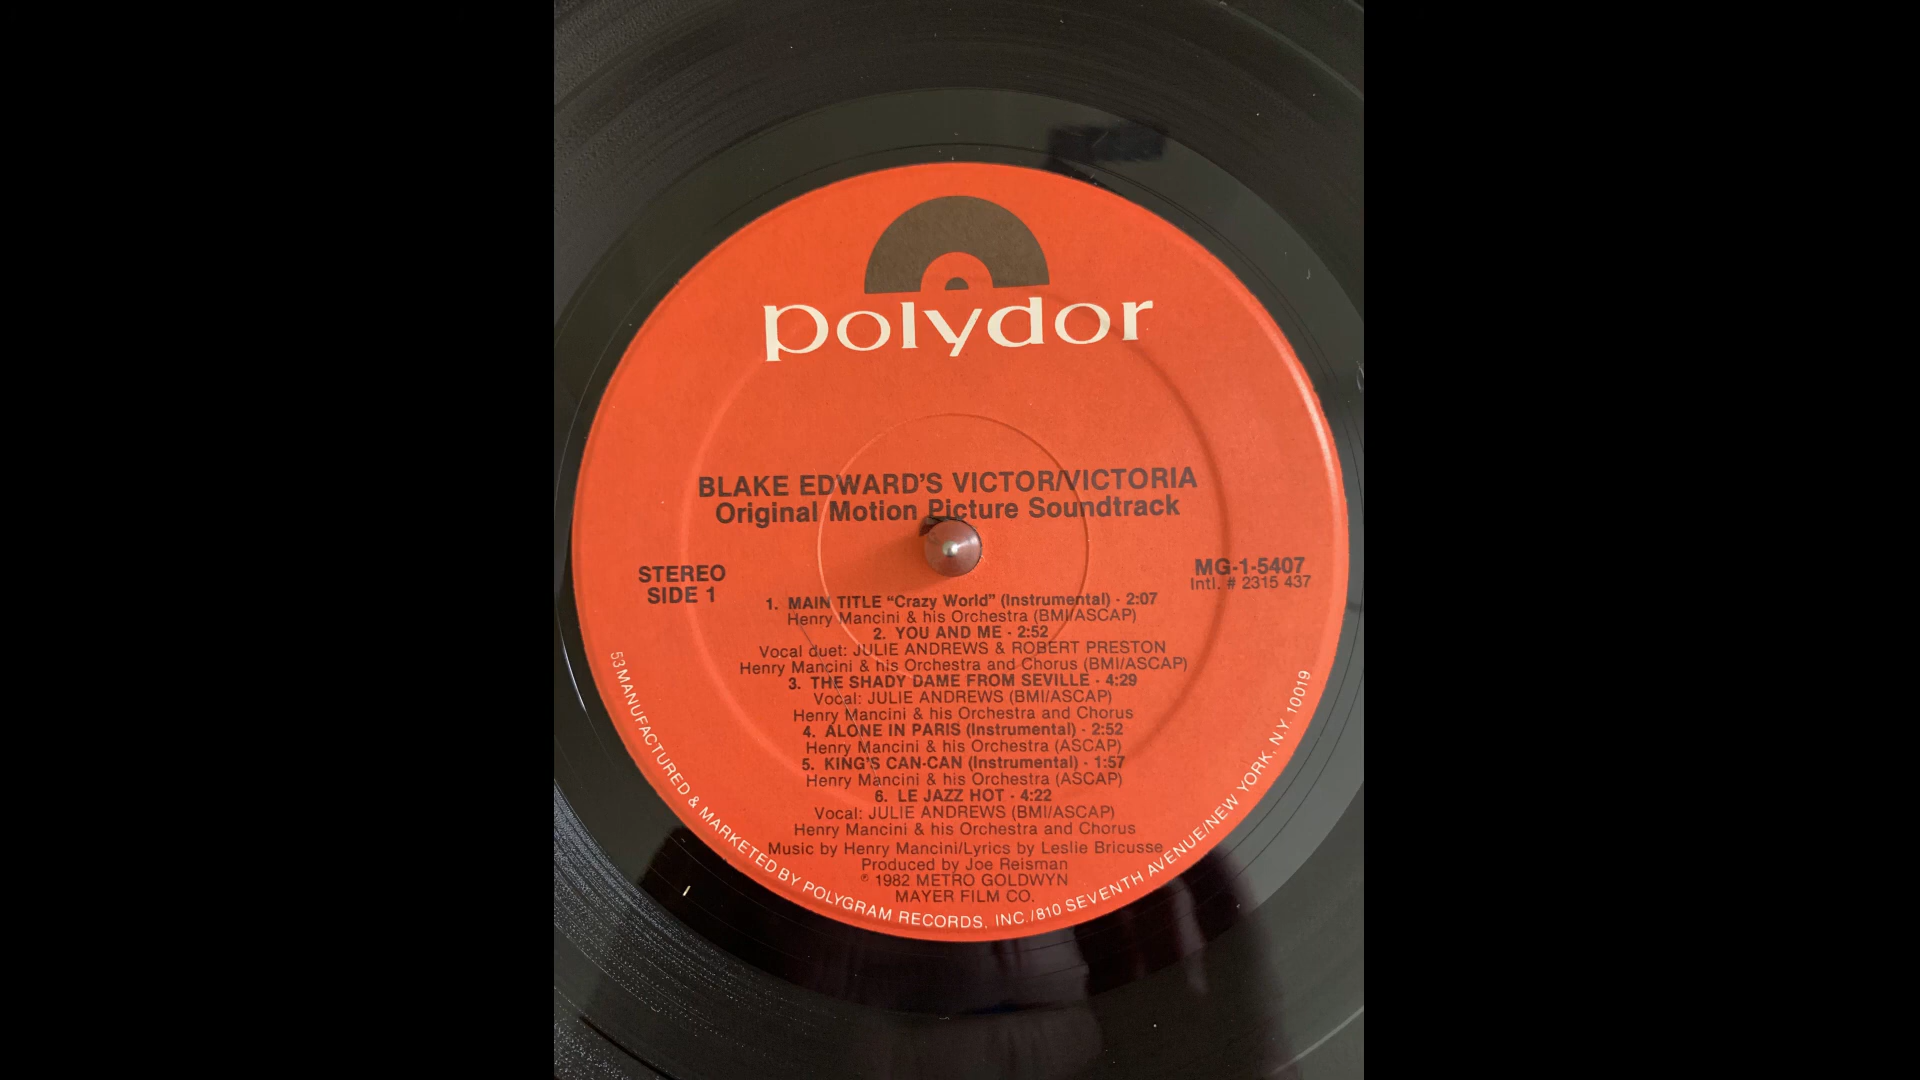 polydor
BLAKE EDWARD'S VICTOR/VICTORIA
Original Motion Picture Soundtrack
STEREO
SIDE 1
MG-1-5407
Intl. # 2315 437
1. MAIN TITLE “Crazy World” (Instrumental) - 2:07
Henry Mancini & his Orchestra (BMI/ASCAP)
2. YOU AND ME - 2:52
Vocal duet: JULIE ANDREWS & ROBERT PRESTON
Henry Mancini & his Orchestra and Chorus (BMI/ASCAP)
3. THE SHADY DAME FROM SEVILLE - 4:29
Vocal: JULIE ANDREWS (BMI/ASCAP)
Henry Mancini & his Orchestra and Chorus
4. ALONE IN PARIS (Instrumental) - 2:52
Henry Mancini & his Orchestra (ASCAP)
5. KING'S CAN-CAN (Instrumental) - 1:57
Henry Mancini & his Orchestra (ASCAP)
6. LE JAZZ HOT - 4:22
Vocal: JULIE ANDREWS (BMI/ASCAP)
Henry Mancini & his Orchestra and Chorus
Music by Henry Mancini/Lyrics by Leslie Bricusse
Produced by Joe Reisman
℗ 1982 METRO GOLDWYN
MAYER FILM CO.
53 MANUFACTURED & MARKETED BY POLYGRAM RECORDS, INC./810 SEVENTH AVENUE/NEW YORK, N.Y. 10019